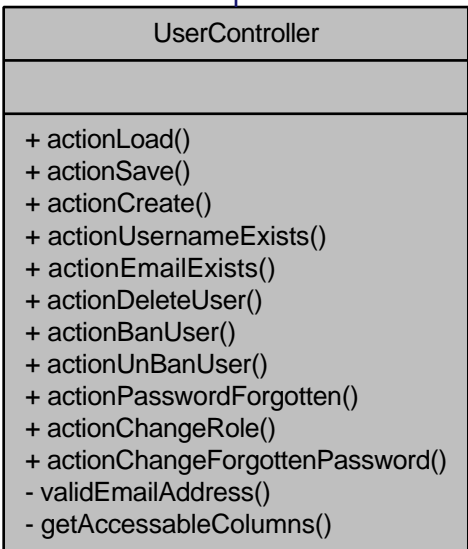 UserController
+ actionLoad()
+ actionSave()
+ actionCreate()
+ actionUsernameExists()
+ actionEmailExists()
+ actionDeleteUser()
+ actionBanUser()
+ actionUnBanUser()
+ actionPasswordForgotten()
+ actionChangeRole()
+ actionChangeForgottenPassword()
- validEmailAddress()
- getAccessableColumns()